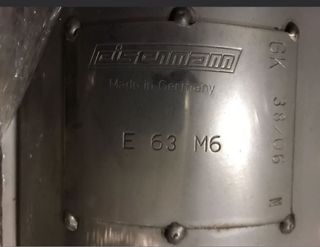 eisenmann
Made in Germany
E 63 M6
GK 38/06 M